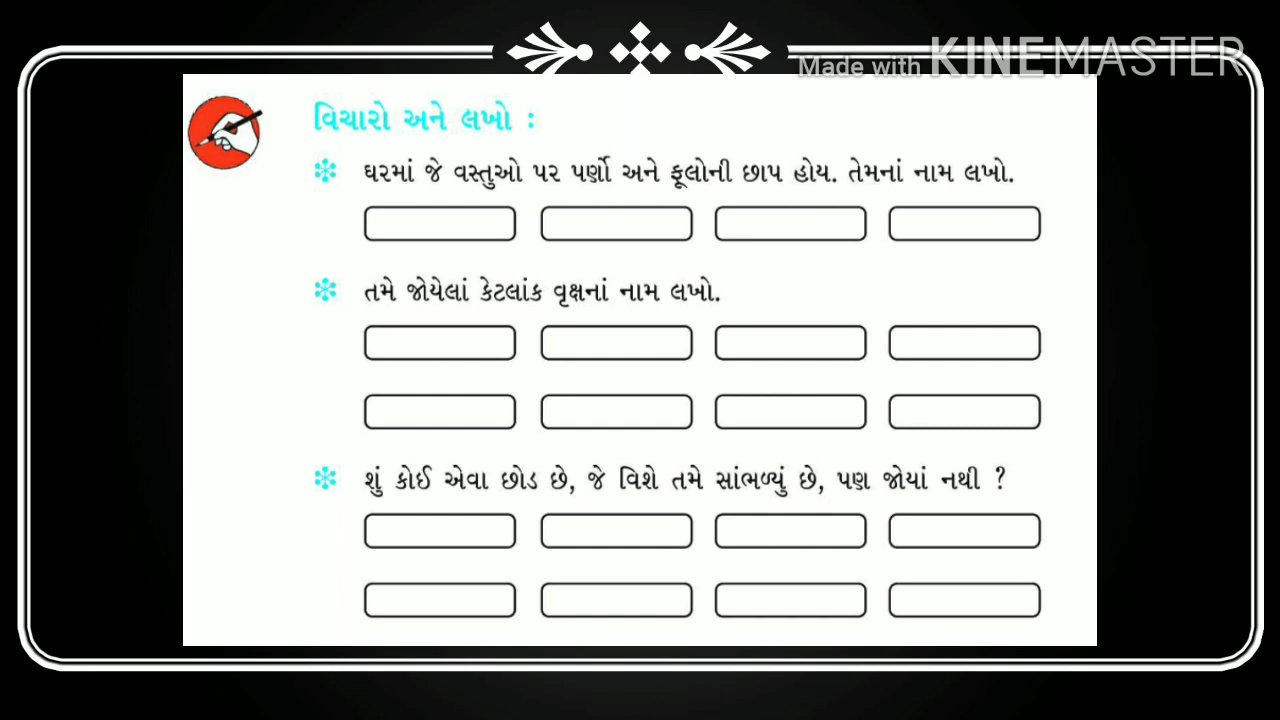 Made with KINEMASTER
વિચારો અને લખો :
ઘરમાં જે વસ્તુઓ પર પર્ણો અને ફૂલોની છાપ હોય. તેમનાં નામ લખો.
તમે જોયેલાં કેટલાંક વૃક્ષનાં નામ લખો.
શું કોઈ એવા છોડ છે, જે વિશે તમે સાંભળ્યું છે, પણ જોયાં નથી ?